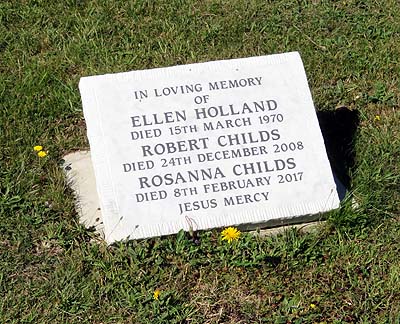 IN LOVING MEMORY
OF
ELLEN HOLLAND
DIED 15TH MARCH 1970
ROBERT CHILDS
DIED 24TH DECEMBER 2008
ROSANNA CHILDS
DIED 8TH FEBRUARY 2017
JESUS MERCY